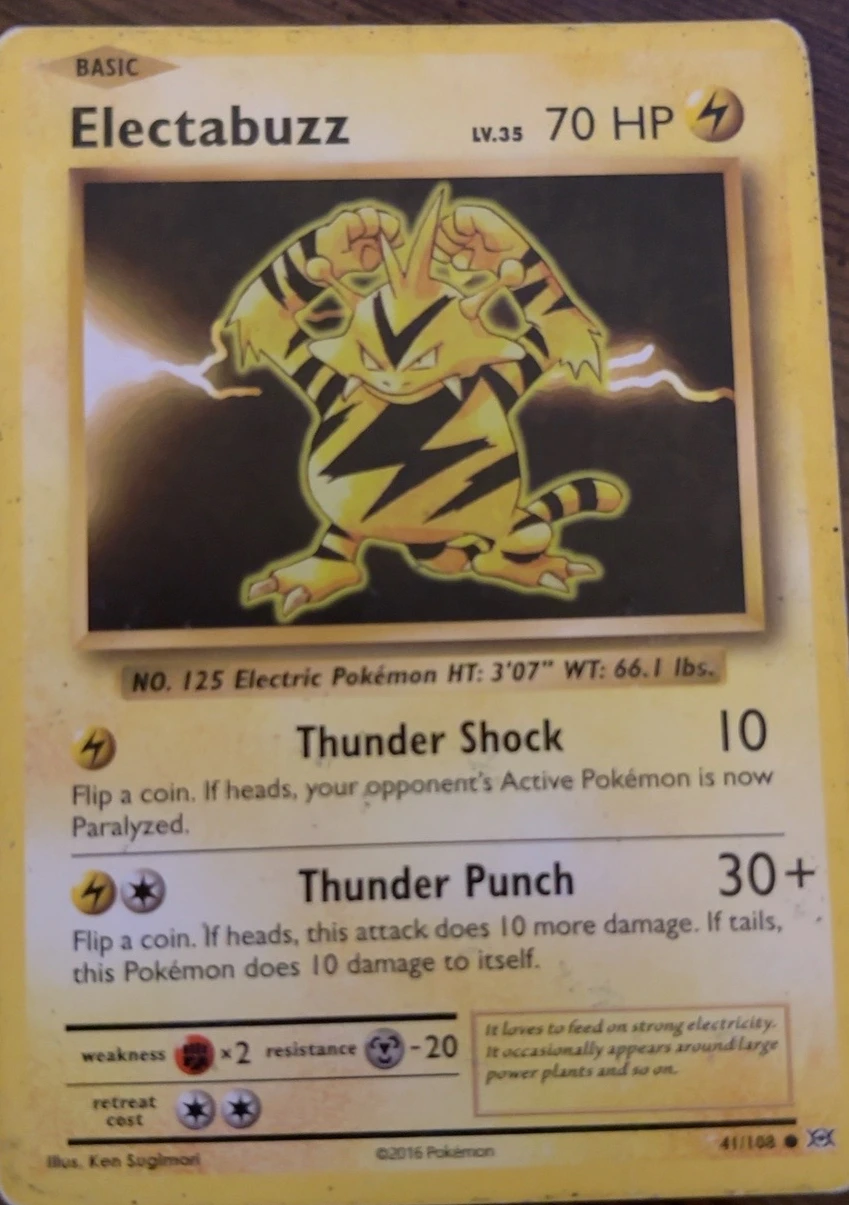 BASIC
Electabuzz LV.35 70 HP
NO. 125 Electric Pokémon HT: 3'07" WT: 66.1 lbs.
Thunder Shock 10
Flip a coin. If heads, your opponent's Active Pokémon is now
Paralyzed.
Thunder Punch 30+
Flip a coin. If heads, this attack does 10 more damage. If tails,
this Pokémon does 10 damage to itself.
weakness ×2 resistance -20
retreat
cost
It loves to feed on strong electricity.
It occasionally appears around large
power plants and so on.
Illus. Ken Sugimori ©2016 Pokémon 41/108